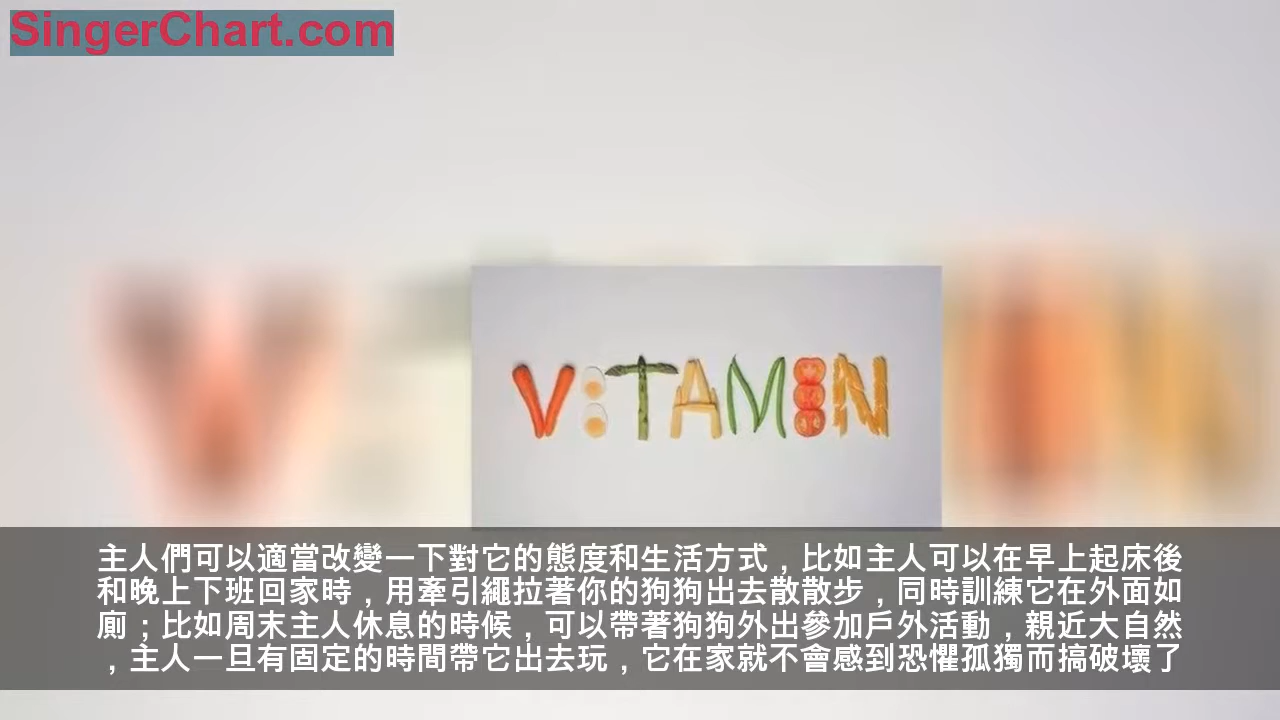 SingerChart.com
VITAMIN
主人們可以適當改變一下對它的態度和生活方式，比如主人可以在早上起床後
和晚上下班回家時，用牽引繩拉著你的狗狗出去散散步，同時訓練它在外面如
廁；比如周末主人休息的時候，可以帶著狗狗外出參加戶外活動，親近大自然
，主人一旦有固定的時間帶它出去玩，它在家就不會感到恐懼孤獨而搞破壞了